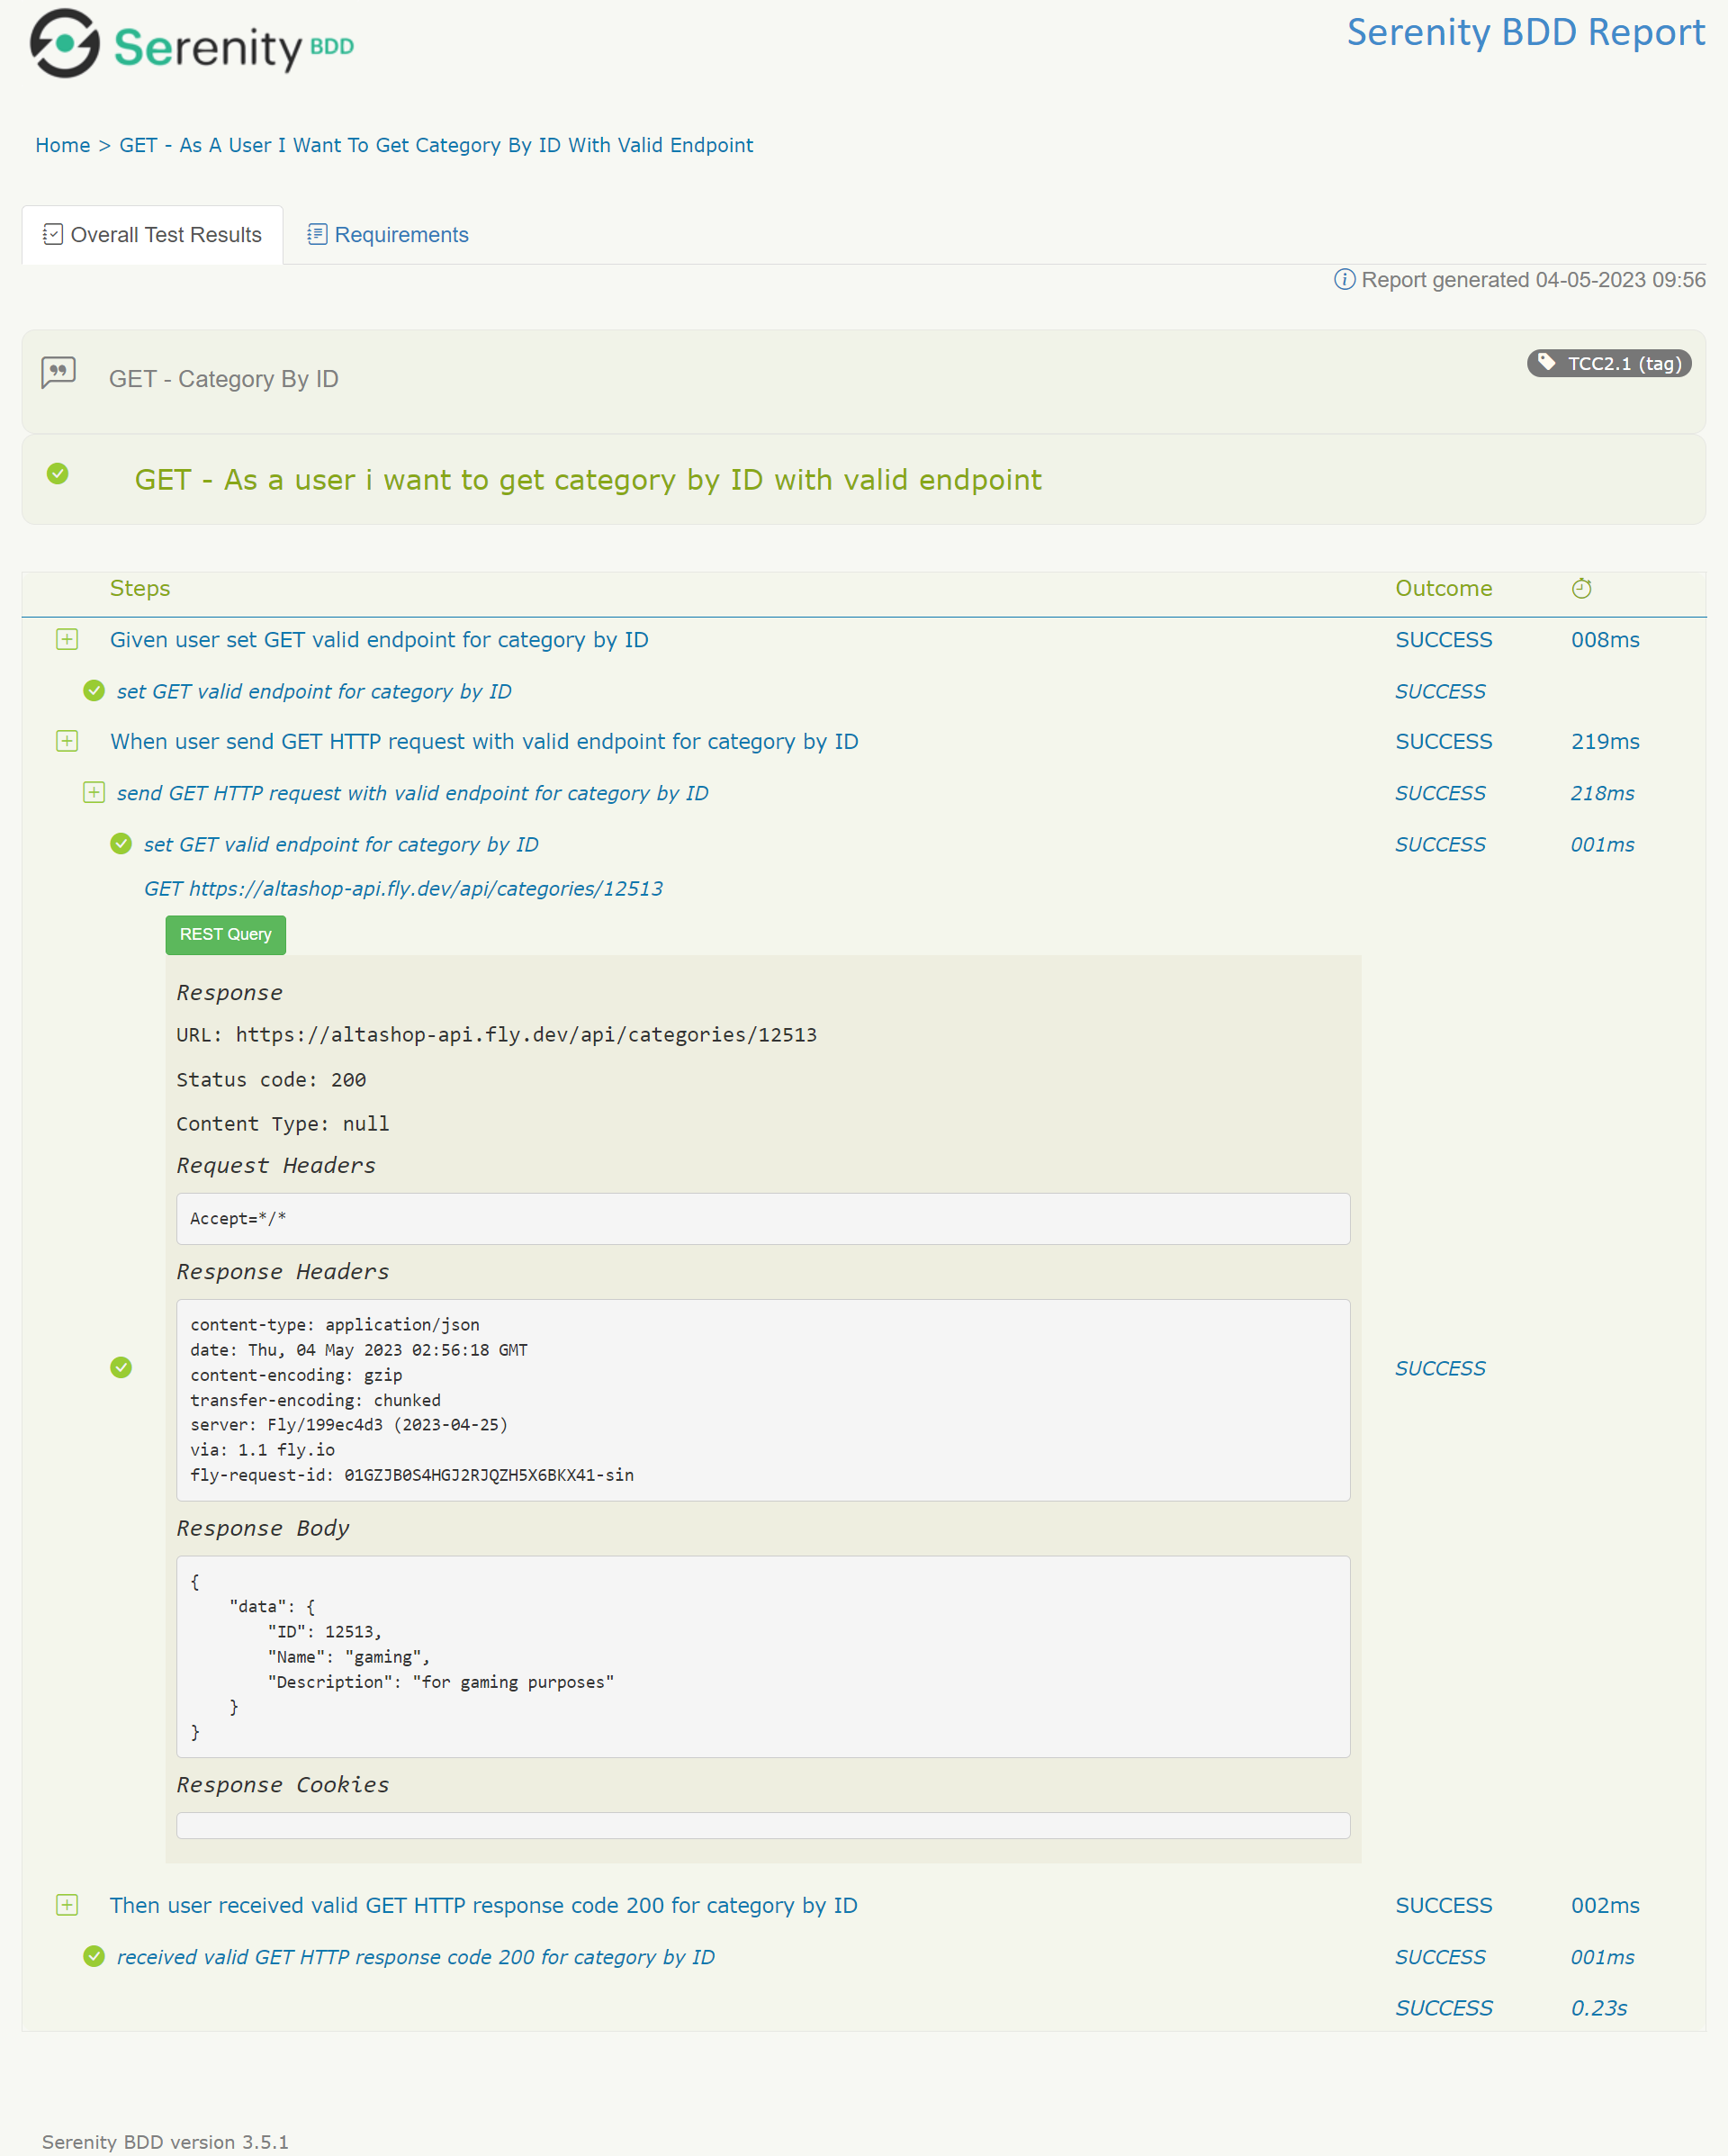 Serenity BDD
Serenity BDD Report
Home > GET - As A User I Want To Get Category By ID With Valid Endpoint
Overall Test Results
Requirements
Report generated 04-05-2023 09:56
GET - Category By ID
TCC2.1 (tag)
GET - As a user i want to get category by ID with valid endpoint
Steps Outcome
Given user set GET valid endpoint for category by ID SUCCESS 008ms
set GET valid endpoint for category by ID SUCCESS
When user send GET HTTP request with valid endpoint for category by ID SUCCESS 219ms
send GET HTTP request with valid endpoint for category by ID SUCCESS 218ms
set GET valid endpoint for category by ID SUCCESS 001ms
GET https://altashop-api.fly.dev/api/categories/12513
REST Query
Response
URL: https://altashop-api.fly.dev/api/categories/12513
Status code: 200
Content Type: null
Request Headers
Accept=*/*
Response Headers
content-type: application/json
date: Thu, 04 May 2023 02:56:18 GMT
content-encoding: gzip
transfer-encoding: chunked
server: Fly/199ec4d3 (2023-04-25)
via: 1.1 fly.io
fly-request-id: 01GZJB0S4HGJ2RJQZH5X6BKX41-sin
SUCCESS
Response Body
{
"data": {
"ID": 12513,
"Name": "gaming",
"Description": "for gaming purposes"
}
}
Response Cookies
Then user received valid GET HTTP response code 200 for category by ID SUCCESS 002ms
received valid GET HTTP response code 200 for category by ID SUCCESS 001ms
SUCCESS 0.23s
Serenity BDD version 3.5.1